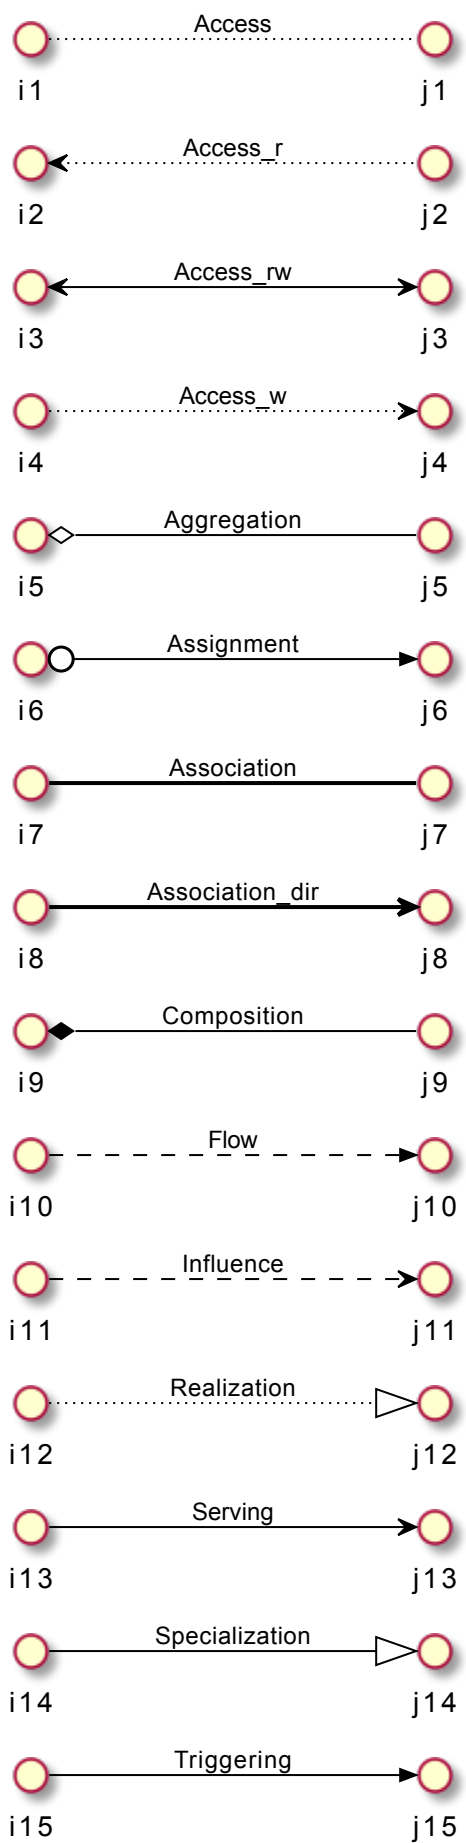 Access
i1 j1
Access_r
i2 j2
Access_rw
i3 j3
Access_w
i4 j4
Aggregation
i5 j5
Assignment
i6 j6
Association
i7 j7
Association_dir
i8 j8
Composition
i9 j9
Flow
i10 j10
Influence
i11 j11
Realization
i12 j12
Serving
i13 j13
Specialization
i14 j14
Triggering
i15 j15